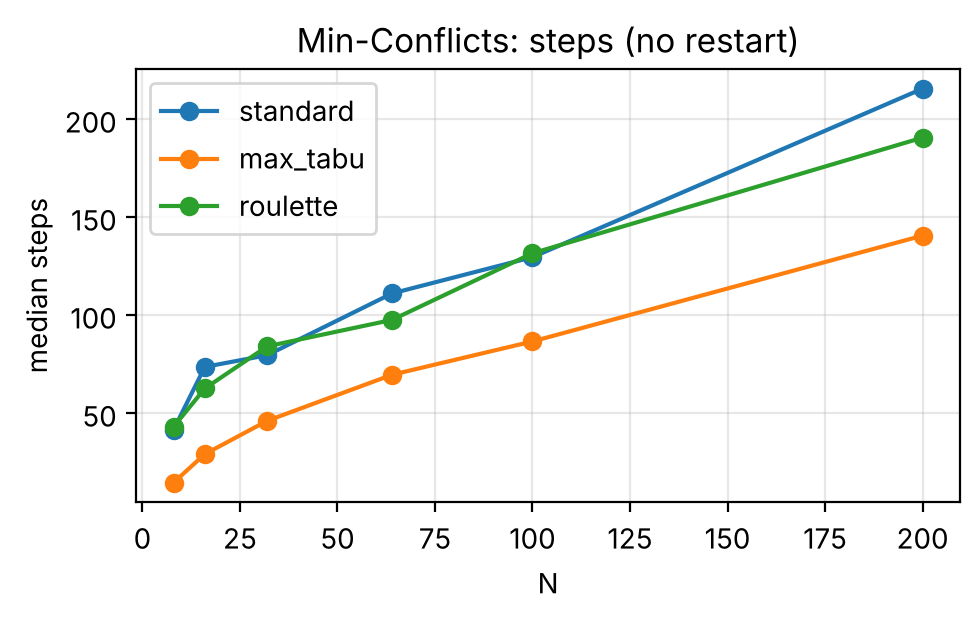 Min-Conflicts: steps (no restart)
standard
max_tabu
roulette
median steps
200
150
100
50
0 25 50 75 100 125 150 175 200
N